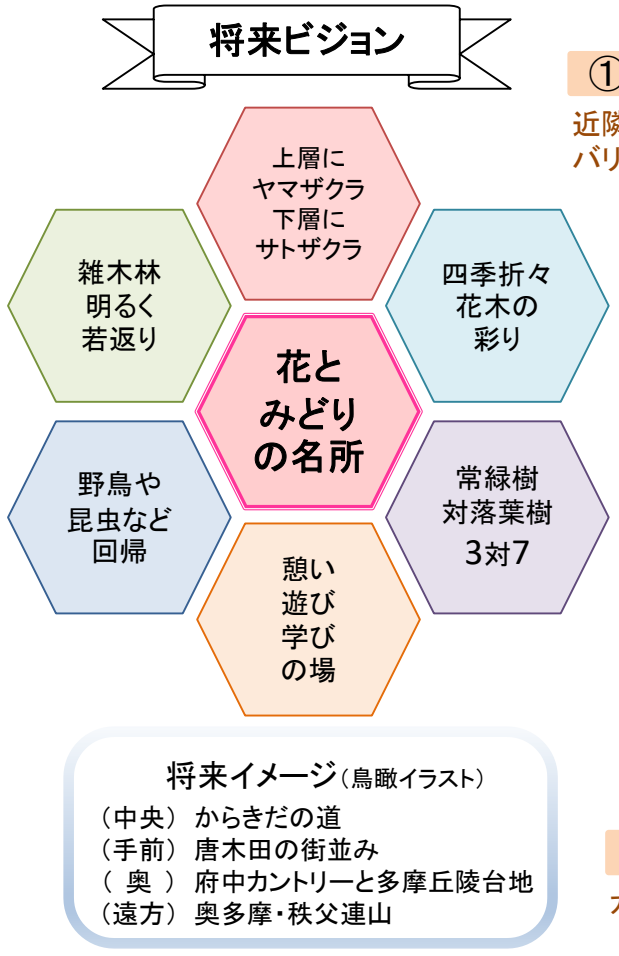 将来ビジョン
①
近隣
バリ
上層に
ヤマザクラ
下層に
サトザクラ
雑木林
明るく
若返り
四季折々
花木の
彩り
花と
みどり
の名所
野鳥や
昆虫など
回帰
常緑樹
対落葉樹
3対7
憩い
遊び
学び
の場
将来イメージ(鳥瞰イラスト)
(中央) からきだの道
(手前) 唐木田の街並み
( 奥 ) 府中カントリーと多摩丘陵台地
(遠方) 奥多摩・秩父連山